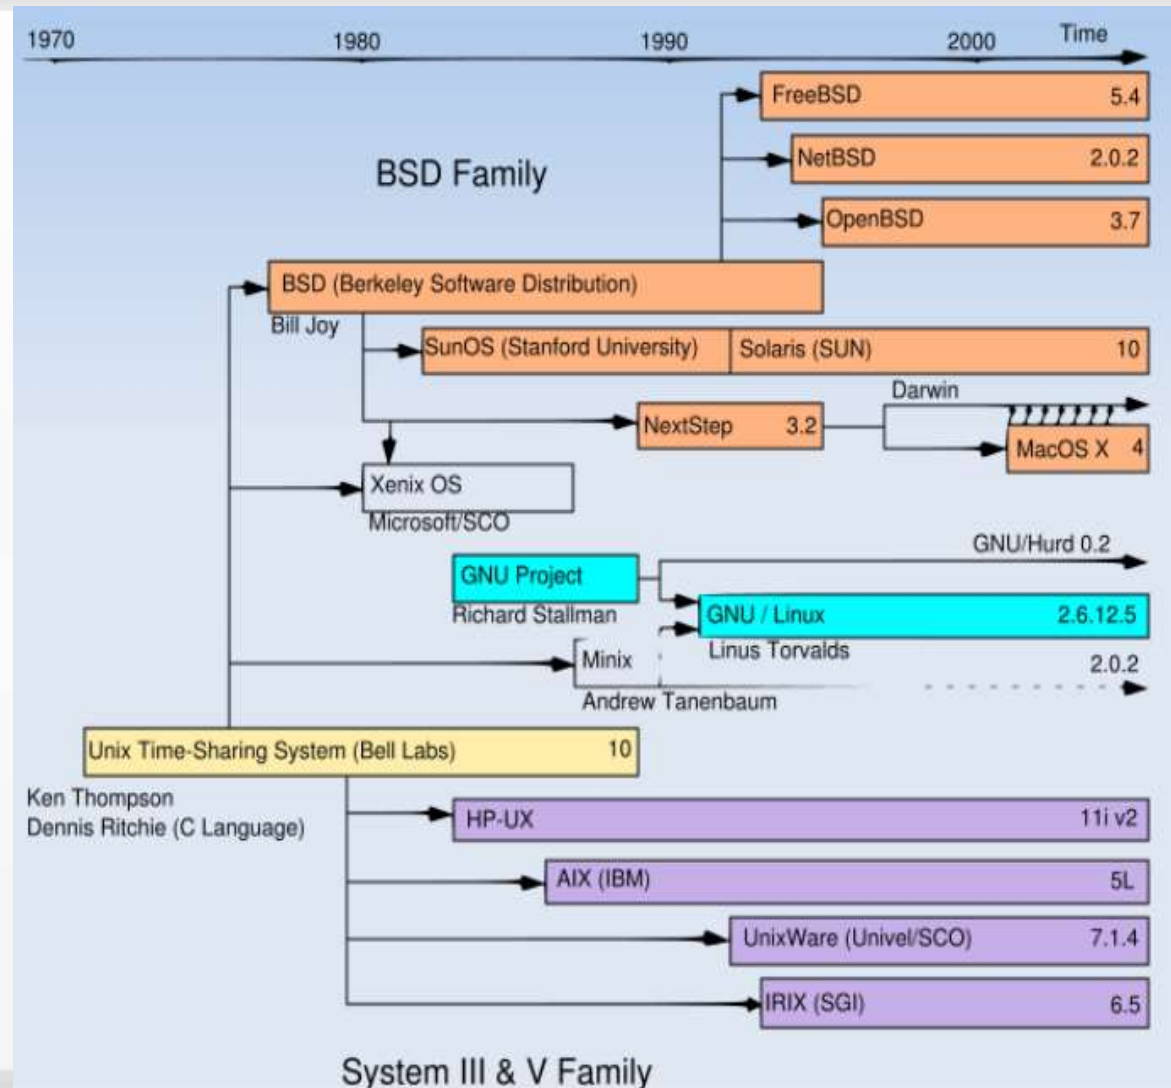 1970 1980 1990 2000 Time
FreeBSD 5.4
NetBSD 2.0.2
BSD Family
OpenBSD 3.7
BSD (Berkeley Software Distribution)
Bill Joy
SunOS (Stanford University) Solaris (SUN) 10
Darwin
NextStep 3.2
MacOS X 4
Xenix OS
Microsoft/SCO
GNU/Hurd 0.2
GNU Project
Richard Stallman
GNU / Linux 2.6.12.5
Linus Torvalds
Minix 2.0.2
Andrew Tanenbaum
Unix Time-Sharing System (Bell Labs) 10
Ken Thompson
Dennis Ritchie (C Language)
HP-UX 11i v2
AIX (IBM) 5L
UnixWare (Univel/SCO) 7.1.4
IRIX (SGI) 6.5
System III & V Family